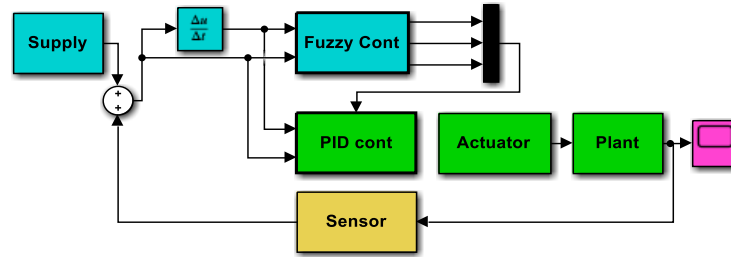 Δu
Δt
Supply
Fuzzy Cont
+
+
PID cont
Actuator
Plant
Sensor